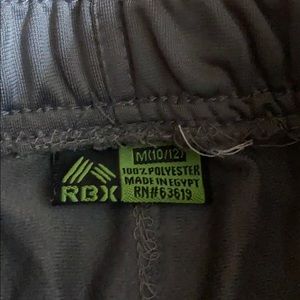 RBX
M(10/12)
100% POLYESTER
MADE IN EGYPT
RN#63619